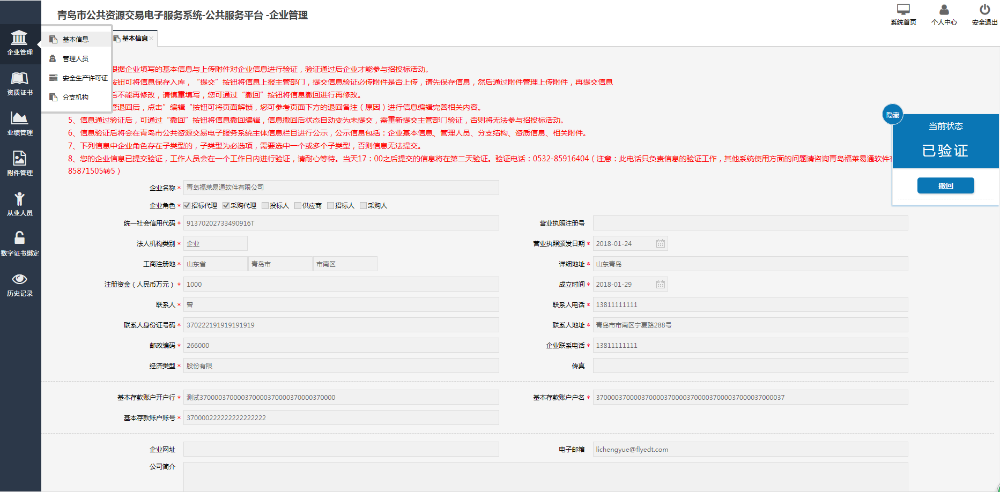 青岛市公共资源交易电子服务系统-公共服务平台 -企业管理
系统首页
个人中心
安全退出
企业管理
资质证书
业绩管理
附件管理
从业人员
数字证书绑定
历史记录
基本信息
管理人员
安全生产许可证
分支机构
基本信息
根据企业填写的基本信息与上传附件对企业信息进行验证，验证通过后企业才能参与招投标活动。
按钮可将信息保存入库，“提交”按钮将信息上报主管部门，提交信息验证必传附件是否上传，请先保存信息，然后通过附件管理上传附件，再提交信息
后不能再修改，请慎重填写，您可通过“撤回”按钮将信息撤回进行再修改。
管退回后，点击”编辑“按钮可将页面解锁，您可参考页面下方的退回备注（原因）进行信息编辑完善相关内容。
5、信息通过验证后，可通过“撤回”按钮将信息撤回编辑，信息撤回后状态自动变为未提交，需重新提交主管部门验证，否则将无法参与招投标活动。
6、信息验证后将会在青岛市公共资源交易电子服务系统主体信息栏目进行公示，公示信息包括：企业基本信息、管理人员、分支结构、资质信息、相关附件。
7、下列信息中企业角色存在子类型的，子类型为必选项，需要选中一个或多个子类型，否则信息无法提交。
8、您的企业信息已提交验证，工作人员会在一个工作日内进行验证，请耐心等待。当天17：00之后提交的信息将在第二天验证。验证电话：0532-85916404（注意：此电话只负责信息的验证工作，其他系统使用方面的问题请咨询青岛福莱易通软件
85871505转5）
隐藏
当前状态
已验证
撤回
企业名称 * 青岛福莱易通软件有限公司
企业角色 * 招标代理 采购代理 投标人 供应商 招标人 采购人
统一社会信用代码 * 91370202733490916T 营业执照注册号
法人机构类别 * 企业 营业执照颁发日期 * 2018-01-24
工商注册地 * 山东省 青岛市 市南区 详细地址 * 山东青岛
注册资金（人民币万元） * 1000 成立时间 * 2018-01-29
联系人 * 曾 联系人电话 * 13811111111
联系人身份证号码 * 370222191919191919 联系人地址 * 青岛市市南区宁夏路288号
邮政编码 * 266000 企业联系电话 * 13811111111
经济类型 * 股份有限 传真
基本存款账户开户行 * 测试370000370000370000370000370000370000 基本存款账户户名 * 37000037000037000037000037000037000037000037000037
基本存款账户账号 * 370000222222222222222
企业网址 电子邮箱 lichengyue@flyedt.com
公司简介